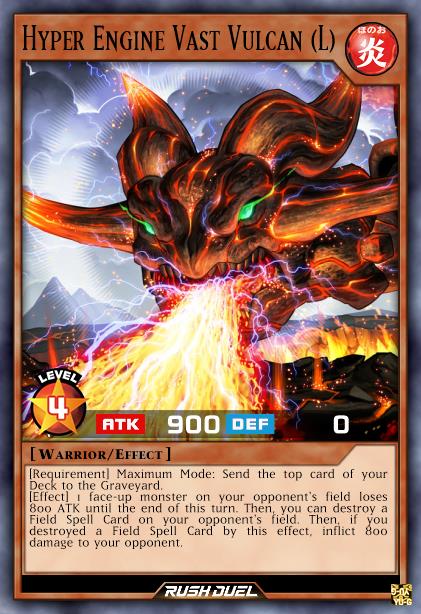 Hyper Engine Vast Vulcan (L)
ほのお
炎
LEVEL
4
ATK 900 DEF 0
[Warrior/Effect]
[Requirement] Maximum Mode: Send the top card of your
Deck to the Graveyard.
[Effect] 1 face-up monster on your opponent's field loses
800 ATK until the end of this turn. Then, you can destroy a
Field Spell Card on your opponent's field. Then, if you
destroyed a Field Spell Card by this effect, inflict 800
damage to your opponent.
RUSH DUEL